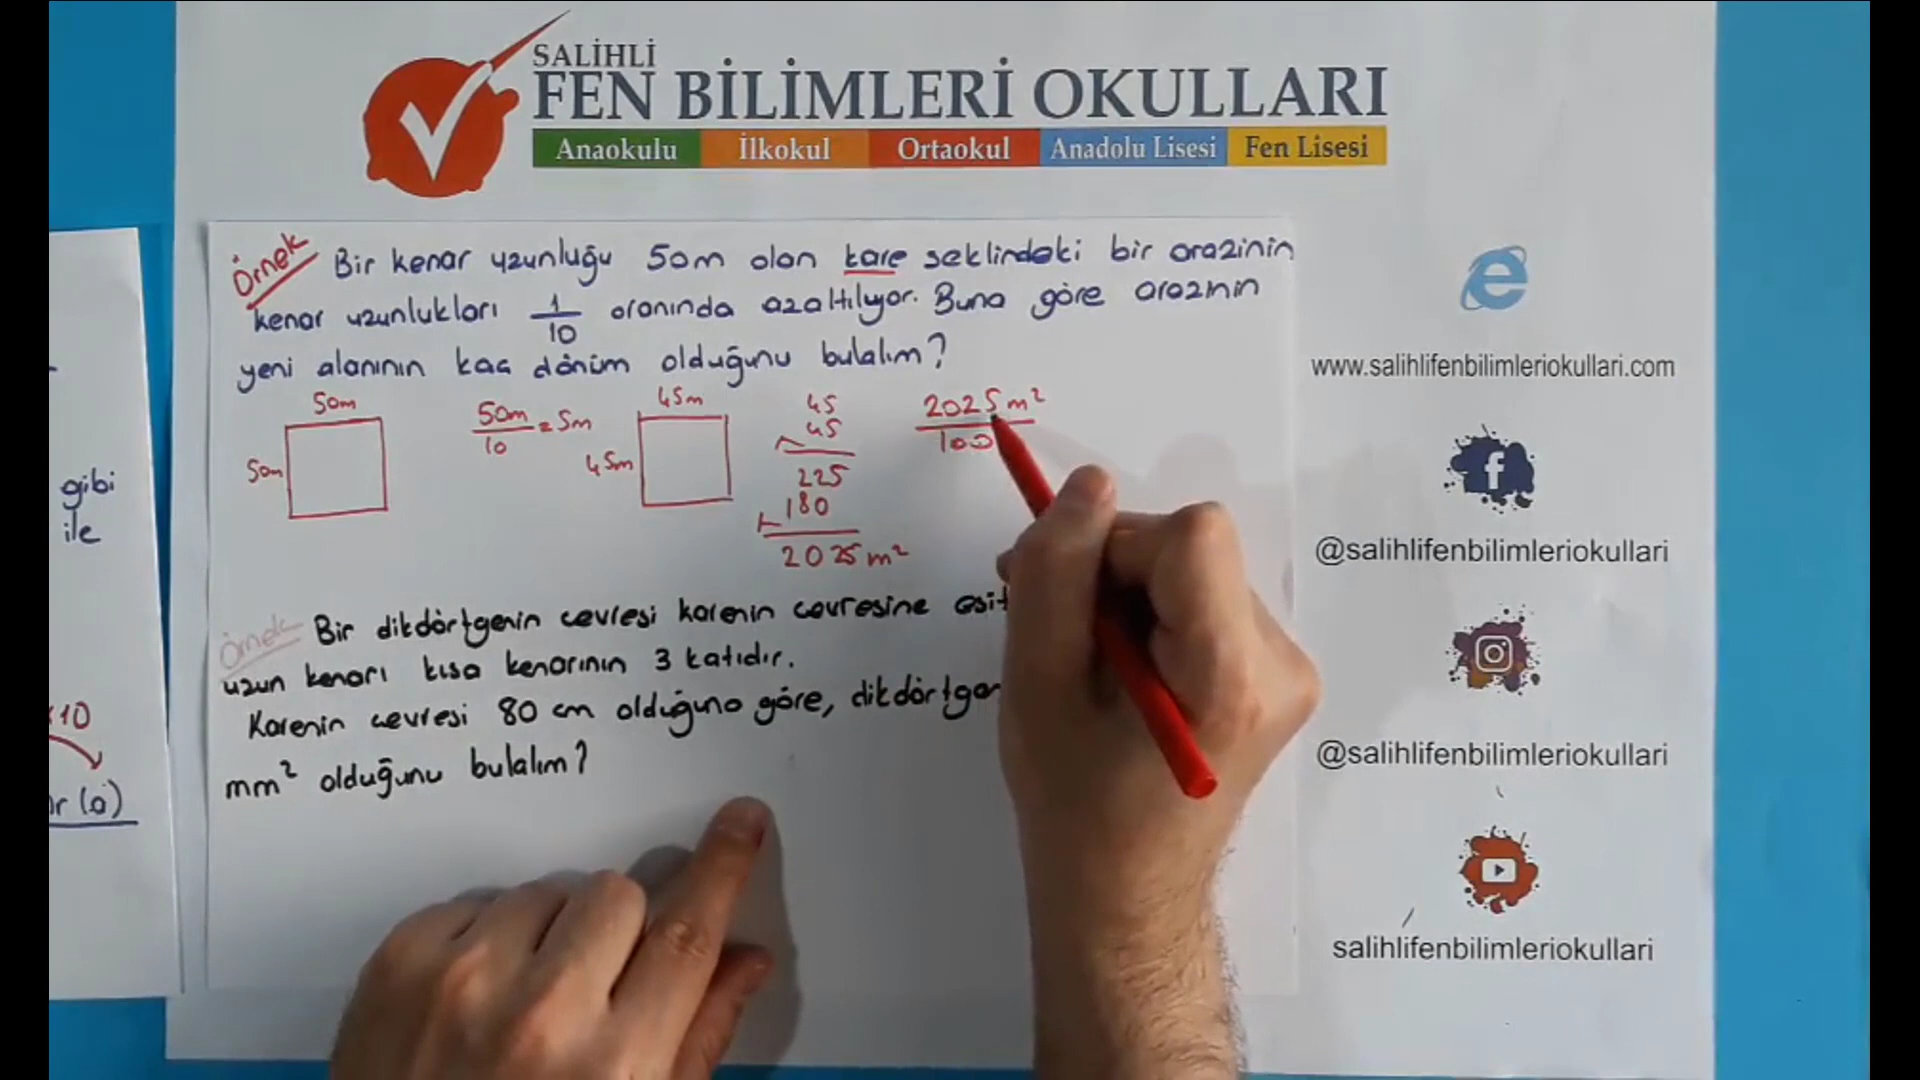 SALİHLİ
FEN BİLİMLERİ OKULLARI
Anaokulu İlkokul Ortaokul Anadolu Lisesi Fen Lisesi
Örnek Bir kenar uzunluğu 50m olan kare seklindeki bir arazinin
kenar uzunlukları 1/10 oranında azaltılıyor. Buna göre arazinin
yeni alanının kaç dönüm olduğunu bulalım?
50m
50m
50m/10 = 5m
45m
45m
45
45
225
180
+
2025 m²
2025 m²
100
Örnek Bir dikdörtgenin çevresi karenin çevresine eşit
uzun kenarı kısa kenarının 3 katıdır.
Karenin çevresi 80 cm olduğuna göre, dikdörtgen
mm² olduğunu bulalım?
gibi
ile
10
(a)
www.salihlifenbilimleriokullari.com
@salihlifenbilimleriokullari
@salihlifenbilimleriokullari
salihlifenbilimleriokullari